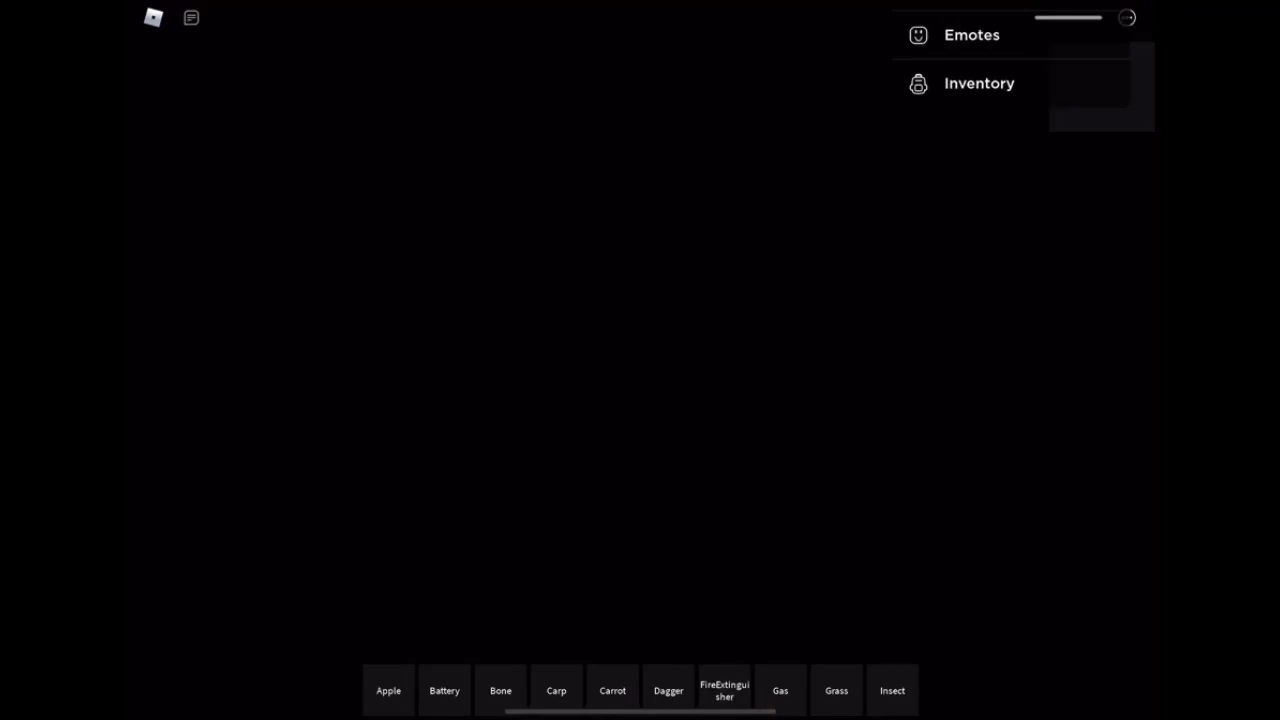 Emotes
Inventory
Apple
Battery
Bone
Carp
Carrot
Dagger
FireExtingui
sher
Gas
Grass
Insect